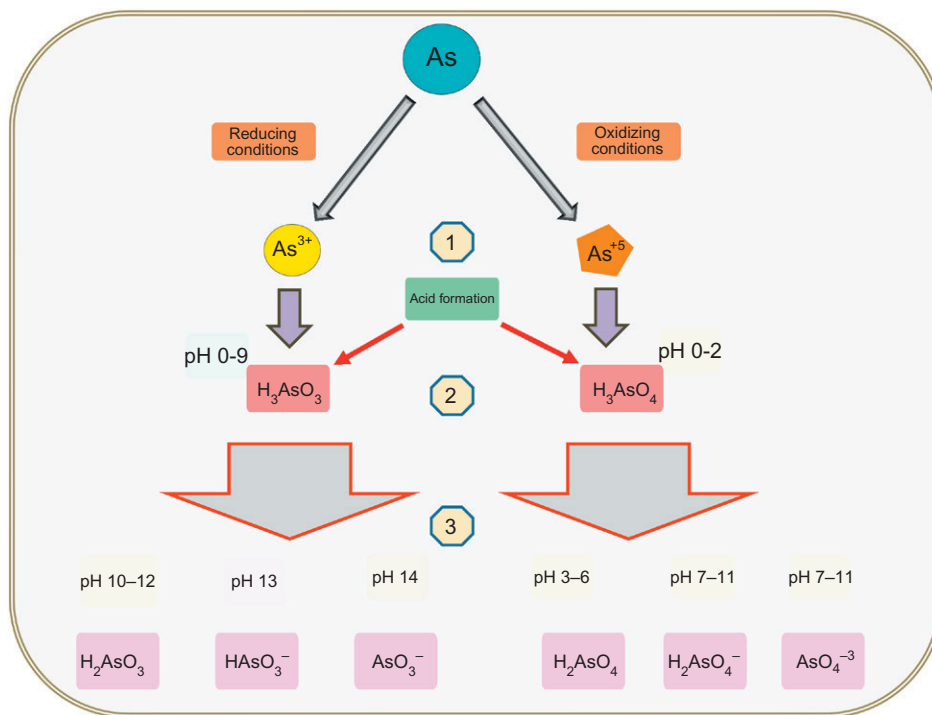 As
Reducing
conditions
Oxidizing
conditions
As³⁺
1
As⁺⁵
Acid formation
pH 0-9
pH 0-2
H₃AsO₃
2
H₃AsO₄
3
pH 10–12
pH 13
pH 14
pH 3–6
pH 7–11
pH 7–11
H₂AsO₃
HAsO₃⁻
AsO₃⁻
H₂AsO₄
H₂AsO₄⁻
AsO₄⁻³